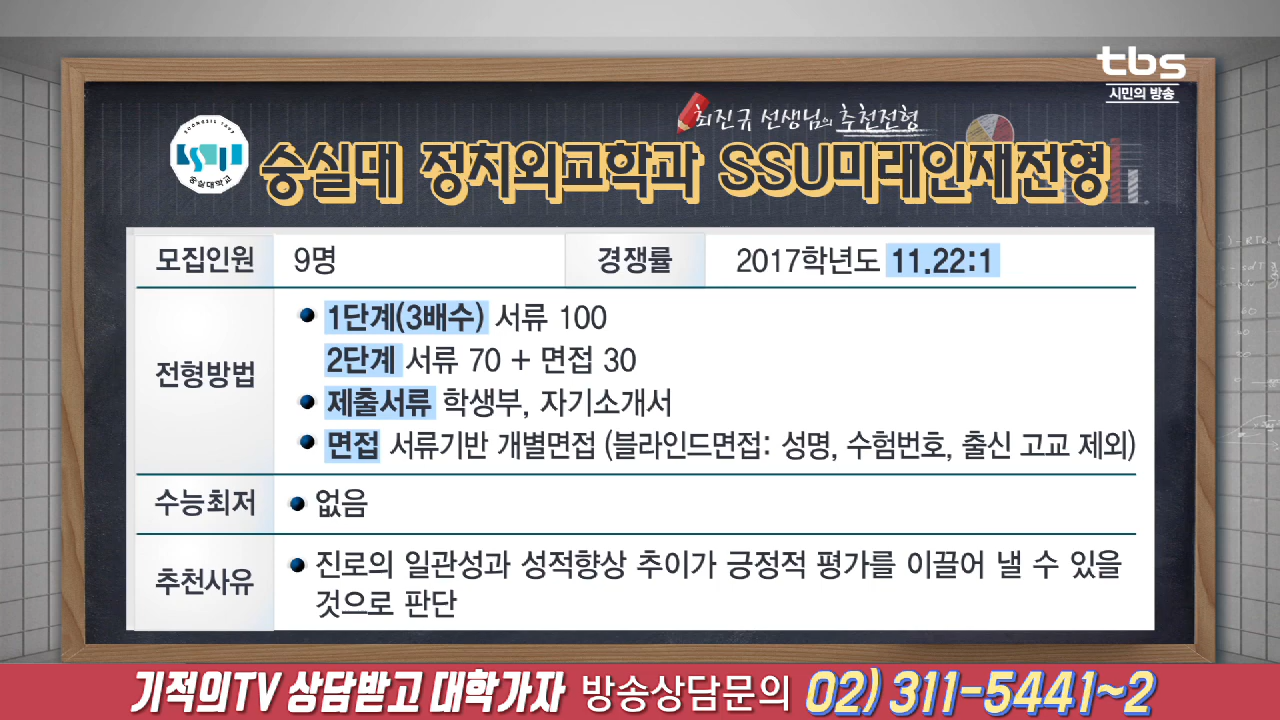 tbs
시민의 방송
최진규 선생님의 추천전형
SOONGSIL 1897
SSU
숭실대학교
숭실대 정치외교학과 SSU미래인재전형
모집인원 9명 경쟁률 2017학년도 11.22:1
전형방법
• 1단계(3배수) 서류 100
2단계 서류 70 + 면접 30
• 제출서류 학생부, 자기소개서
• 면접 서류기반 개별면접 (블라인드면접: 성명, 수험번호, 출신 고교 제외)
수능최저 • 없음
추천사유 • 진로의 일관성과 성적향상 추이가 긍정적 평가를 이끌어 낼 수 있을
것으로 판단
기적의TV 상담받고 대학가자 방송상담문의 02) 311-5441~2